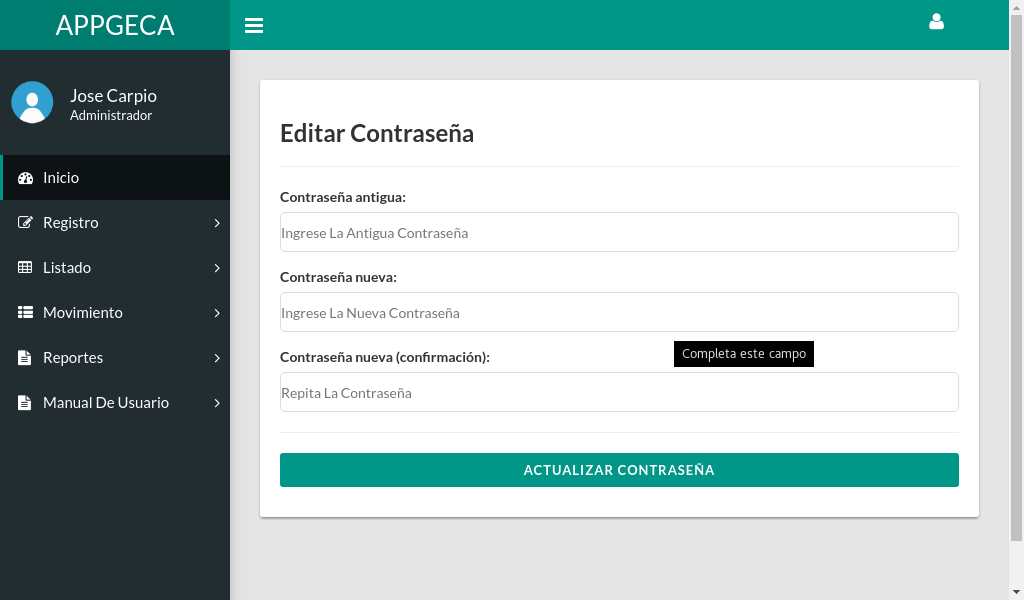 APPGECA
Jose Carpio
Administrador
Inicio
Registro
Listado
Movimiento
Reportes
Manual De Usuario
Editar Contraseña
Contraseña antigua:
Ingrese La Antigua Contraseña
Contraseña nueva:
Ingrese La Nueva Contraseña
Contraseña nueva (confirmación):
Completa este campo
Repita La Contraseña
ACTUALIZAR CONTRASEÑA